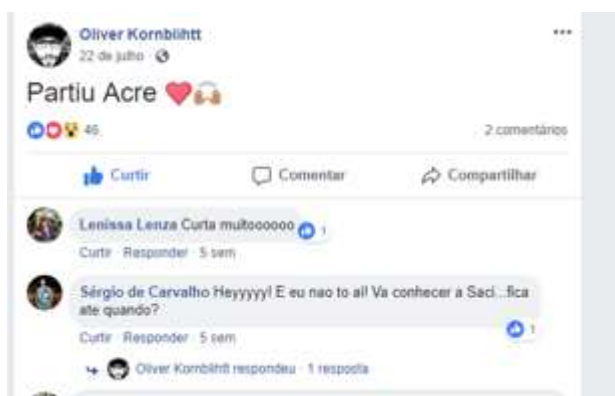 Oliver Kornblihtt
22 de julho
Partiu Acre
46
2 comentários
Curtir Comentar Compartilhar
Lenissa Lenza Curta muitoooooo 1
Curtir · Responder · 5 sem
Sérgio de Carvalho Heyyyyy! E eu nao to ai! Va conhecer a Saci...fica
ate quando?
1
Curtir · Responder · 5 sem
Oliver Kornblihtt respondeu · 1 resposta